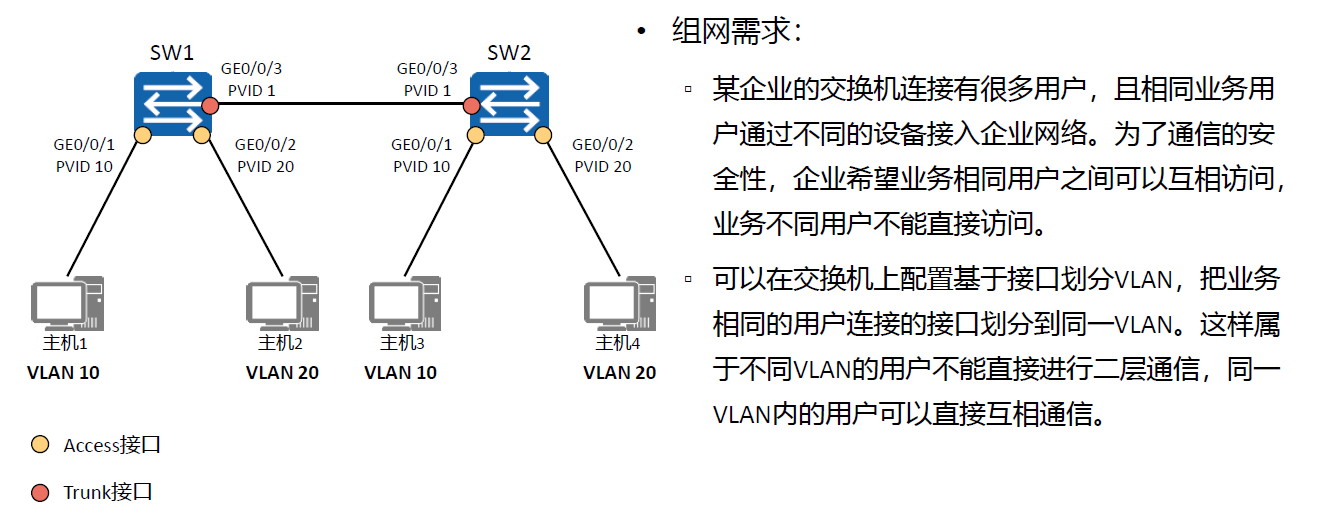 SW1
SW2
GE0/0/3
PVID 1
GE0/0/3
PVID 1
GE0/0/1
PVID 10
GE0/0/2
PVID 20
GE0/0/1
PVID 10
GE0/0/2
PVID 20
主机1
VLAN 10
主机2
VLAN 20
主机3
VLAN 10
主机4
VLAN 20
Access接口
Trunk接口
• 组网需求：
▫ 某企业的交换机连接有很多用户，且相同业务用
户通过不同的设备接入企业网络。为了通信的安
全性，企业希望业务相同用户之间可以互相访问，
业务不同用户不能直接访问。
▫ 可以在交换机上配置基于接口划分VLAN，把业务
相同的用户连接的接口划分到同一VLAN。这样属
于不同VLAN的用户不能直接进行二层通信，同一
VLAN内的用户可以直接互相通信。